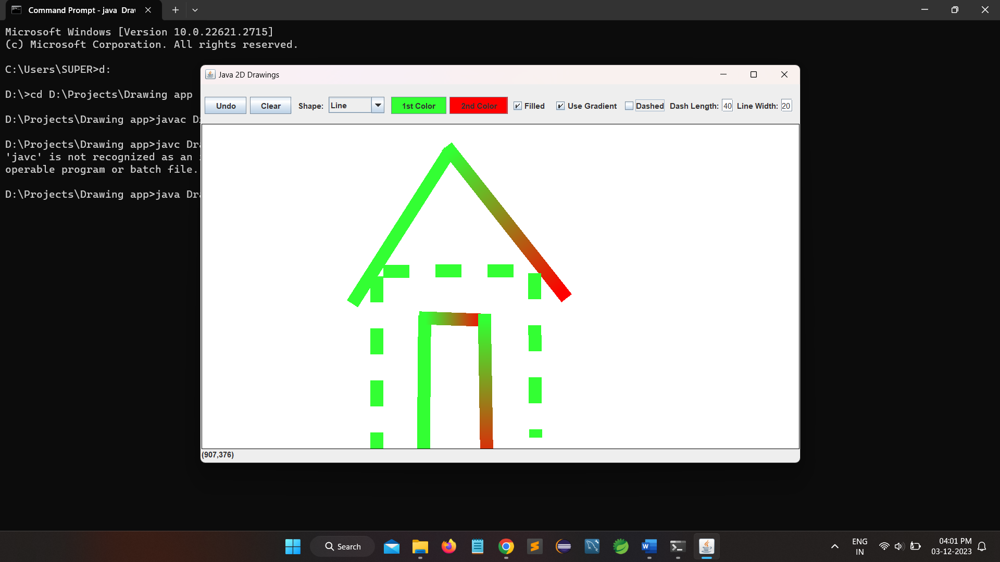 Command Prompt - java Dra
Microsoft Windows [Version 10.0.22621.2715]
(c) Microsoft Corporation. All rights reserved.
C:\Users\SUPER>d:
D:\>cd D:\Projects\Drawing app
D:\Projects\Drawing app>javac D
D:\Projects\Drawing app>javc Dra
'javc' is not recognized as an
operable program or batch file.
D:\Projects\Drawing app>java Dra
Java 2D Drawings
Undo Clear Shape: Line 1st Color 2nd Color Filled Use Gradient Dashed Dash Length: 40 Line Width: 20
(907,376)
Search
ENG
IN
04:01 PM
03-12-2023